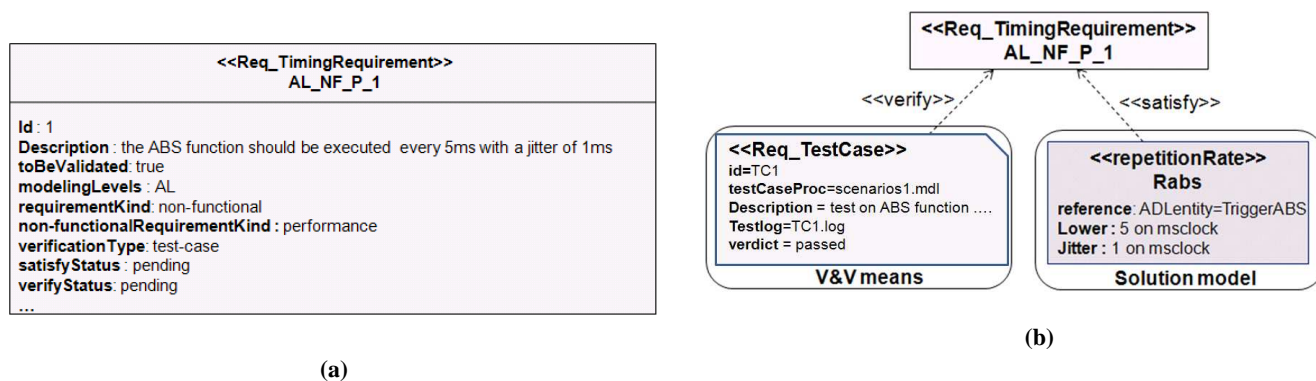 <<Req_TimingRequirement>>
AL_NF_P_1
Id : 1
Description : the ABS function should be executed every 5ms with a jitter of 1ms
toBeValidated : true
modelingLevels : AL
requirementKind: non-functional
non-functionalRequirementKind : performance
verificationType: test-case
satisfyStatus : pending
verifyStatus: pending
...
(a)
<<Req_TimingRequirement>>
AL_NF_P_1
<<verify>>
<<satisfy>>
<<Req_TestCase>>
id=TC1
testCaseProc=scenarios1.mdl
Description = test on ABS function ....
Testlog=TC1.log
verdict = passed
V&V means
<<repetitionRate>>
Rabs
reference: ADLentity=TriggerABS
Lower : 5 on msclock
Jitter : 1 on msclock
Solution model
(b)